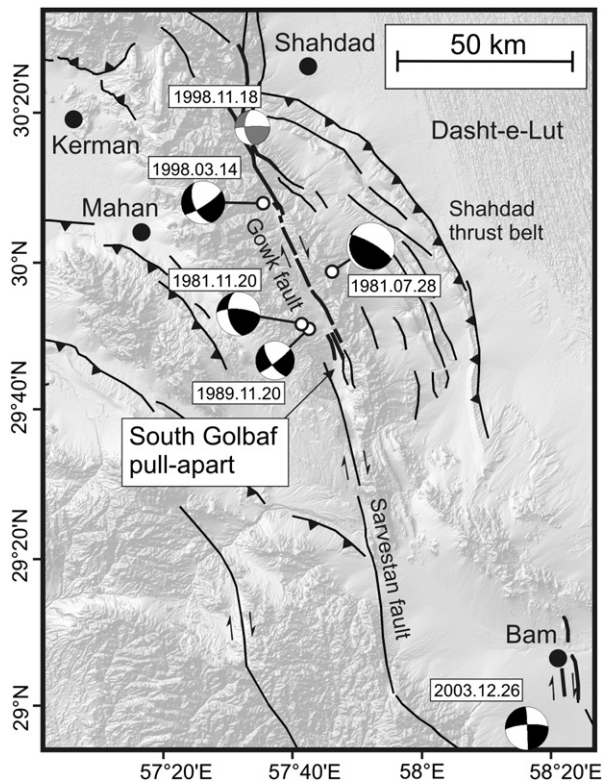 Shahdad
50 km
1998.11.18
30°20'N
Kerman
Dasht-e-Lut
1998.03.14
Mahan
Shahdad
thrust belt
Gowk fault
30°N
1981.11.20
1981.07.28
1989.11.20
29°40'N
South Golbaf
pull-apart
29°20'N
Sarvestan fault
Bam
2003.12.26
29°N
57°20'E
57°40'E
58°E
58°20'E